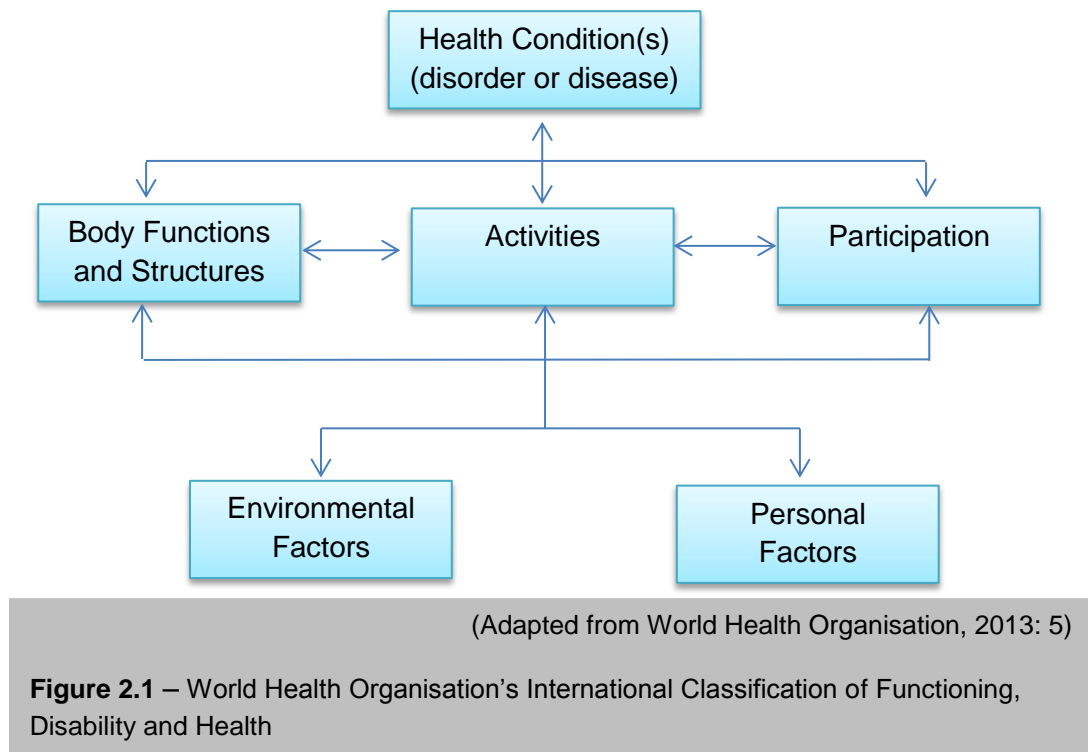 Health Condition(s)
(disorder or disease)
Body Functions
and Structures
Activities
Participation
Environmental
Factors
Personal
Factors
(Adapted from World Health Organisation, 2013: 5)
Figure 2.1 – World Health Organisation’s International Classification of Functioning,
Disability and Health